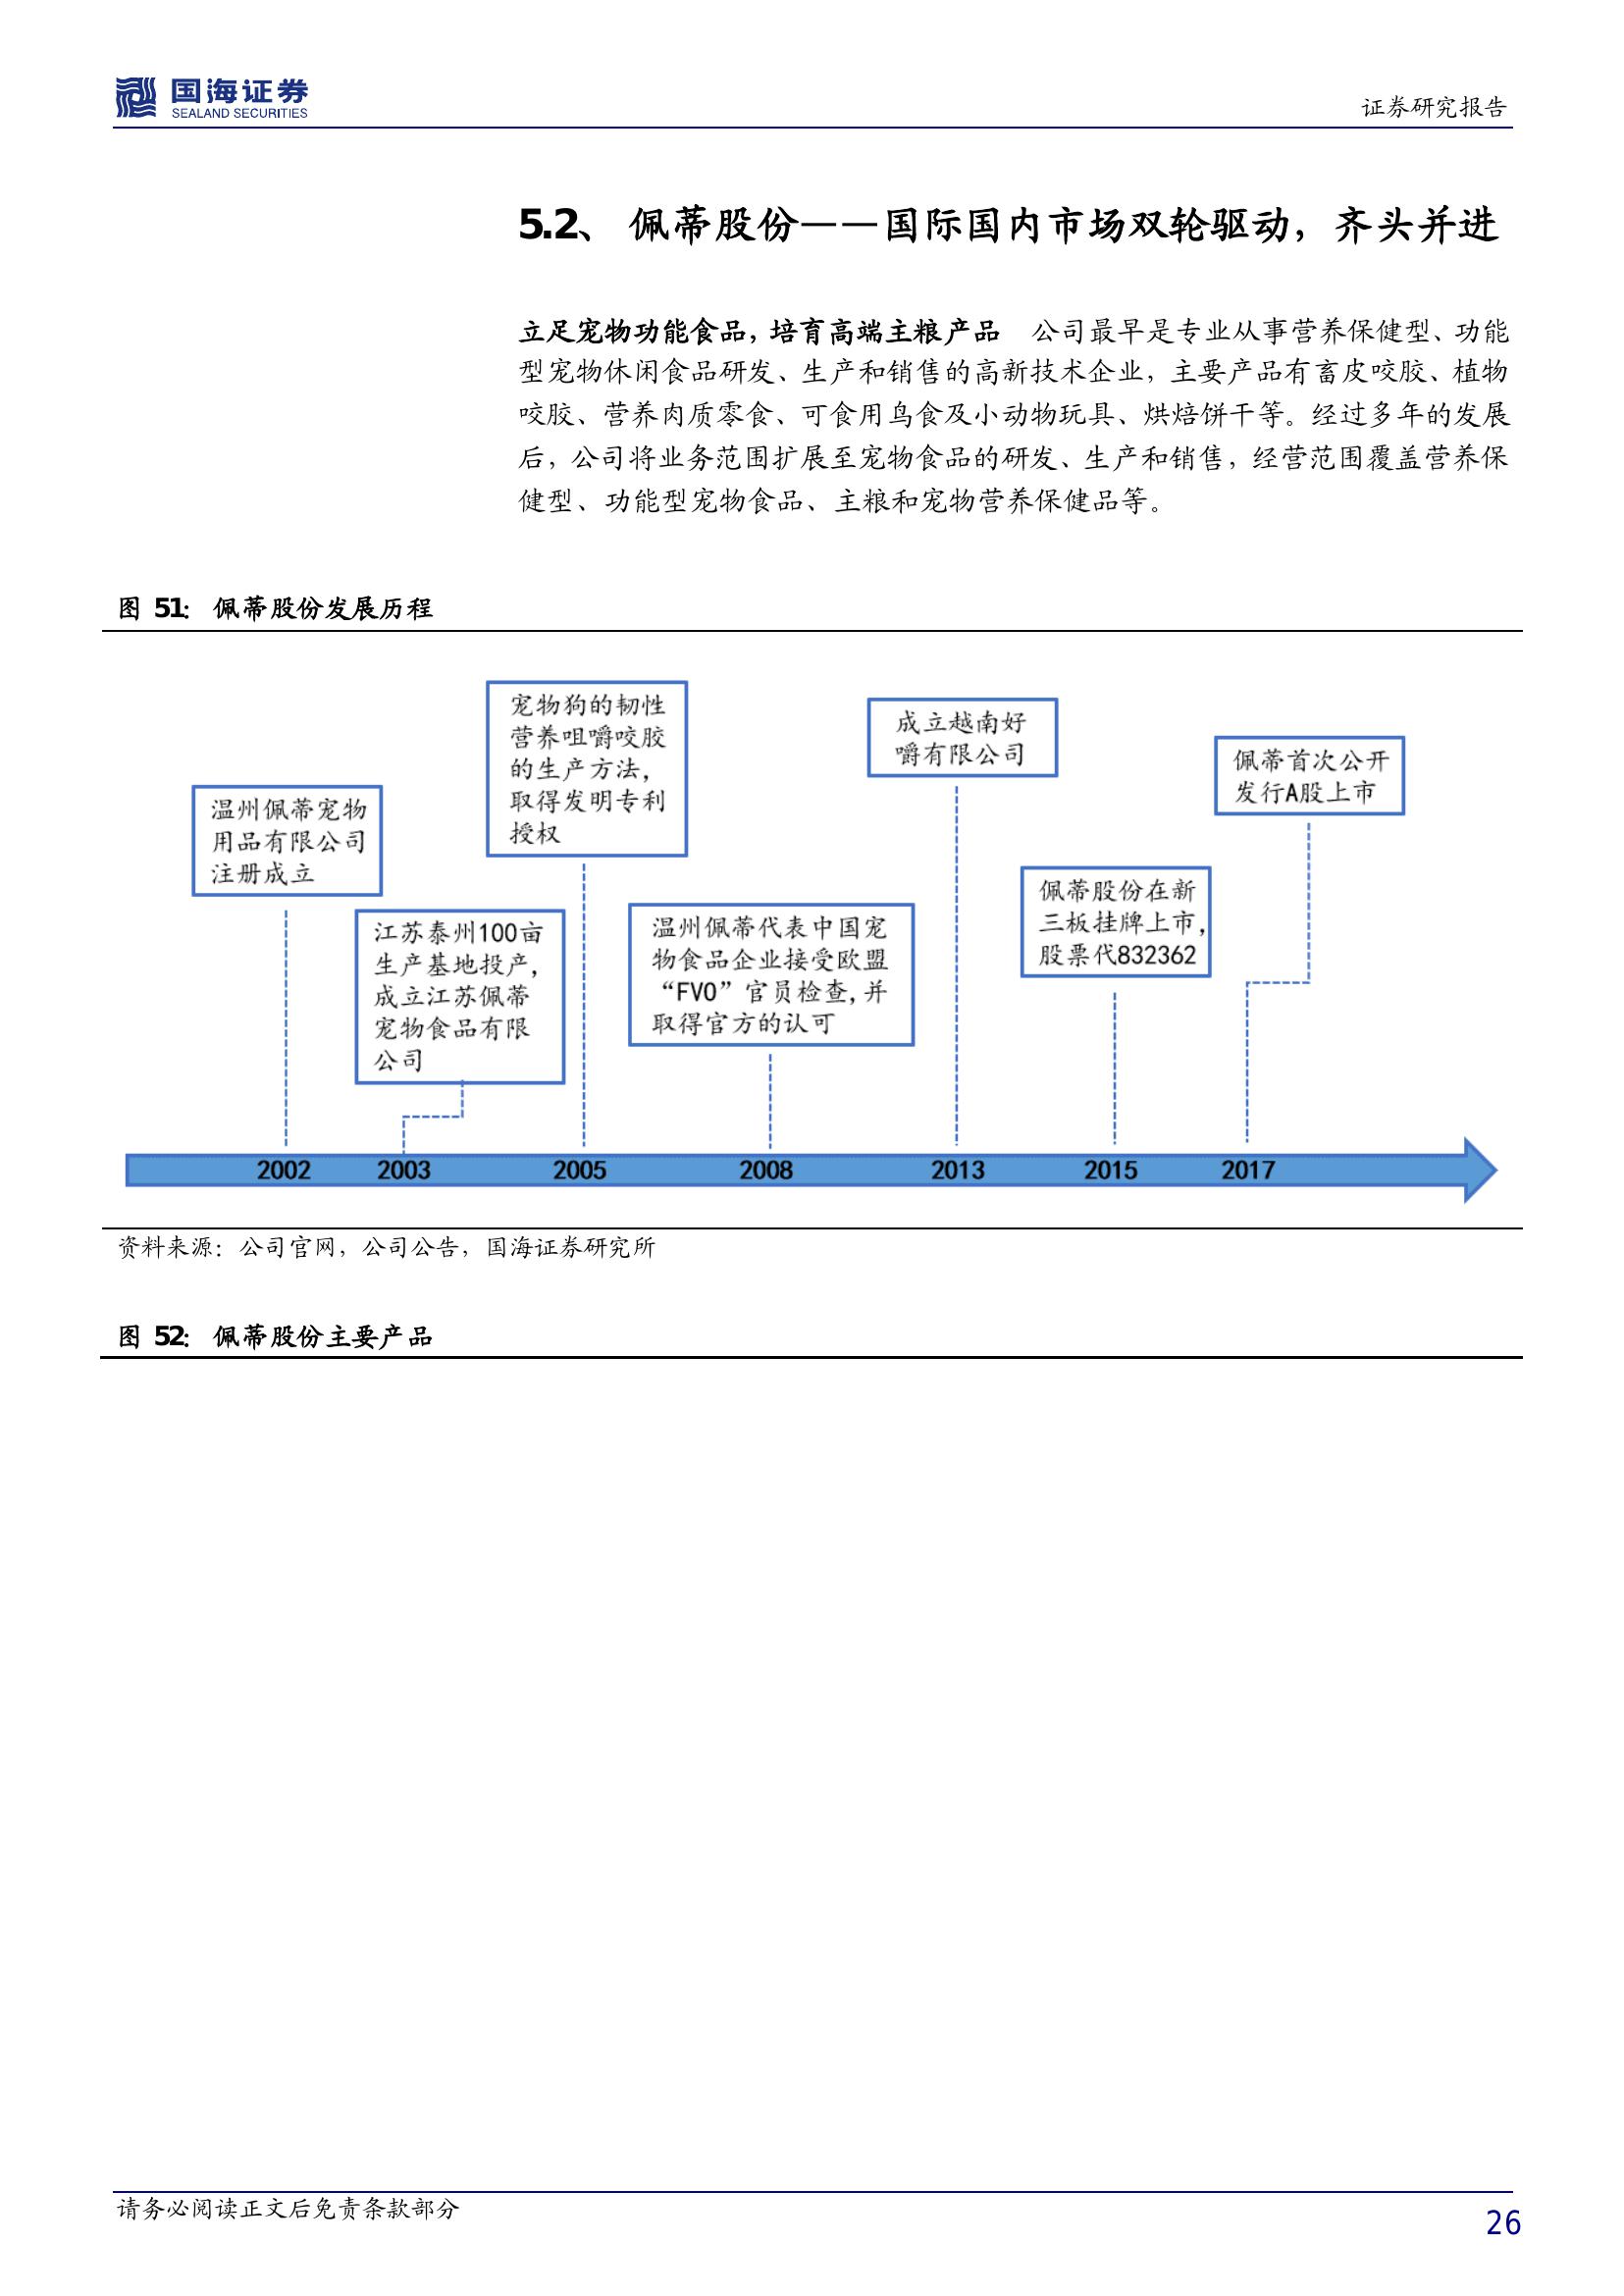 国海证券
SEALAND SECURITIES
证券研究报告
5.2、 佩蒂股份——国际国内市场双轮驱动，齐头并进
立足宠物功能食品，培育高端主粮产品 公司最早是专业从事营养保健型、功能
型宠物休闲食品研发、生产和销售的高新技术企业，主要产品有畜皮咬胶、植物
咬胶、营养肉质零食、可食用鸟食及小动物玩具、烘焙饼干等。经过多年的发展
后，公司将业务范围扩展至宠物食品的研发、生产和销售，经营范围覆盖营养保
健型、功能型宠物食品、主粮和宠物营养保健品等。
图 51： 佩蒂股份发展历程
温州佩蒂宠物
用品有限公司
注册成立
江苏泰州100亩
生产基地投产，
成立江苏佩蒂
宠物食品有限
公司
宠物狗的韧性
营养咀嚼咬胶
的生产方法，
取得发明专利
授权
温州佩蒂代表中国宠
物食品企业接受欧盟
“FVO”官员检查，并
取得官方的认可
成立越南好
嚼有限公司
佩蒂股份在新
三板挂牌上市，
股票代832362
佩蒂首次公开
发行A股上市
2002 2003 2005 2008 2013 2015 2017
资料来源：公司官网，公司公告，国海证券研究所
图 52： 佩蒂股份主要产品
请务必阅读正文后免责条款部分
26